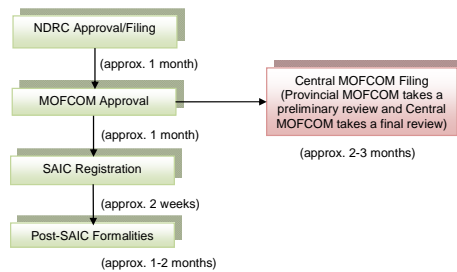 NDRC Approval/Filing
(approx. 1 month)
MOFCOM Approval
Central MOFCOM Filing
(Provincial MOFCOM takes a
preliminary review and Central
MOFCOM takes a final review)
(approx. 1 month)
(approx. 2-3 months)
SAIC Registration
(approx. 2 weeks)
Post-SAIC Formalities
(approx. 1-2 months)